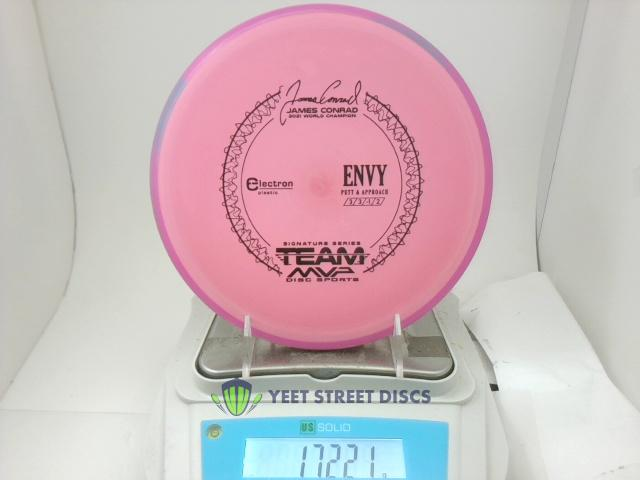 James Conrad
JAMES CONRAD
2021 WORLD CHAMPION
electron
plastic
ENVY
PUTT & APPROACH
SIGNATURE SERIES
TEAM
MVP
DISC SPORTS
YEET STREET DISCS
US SOLID
172.21 g